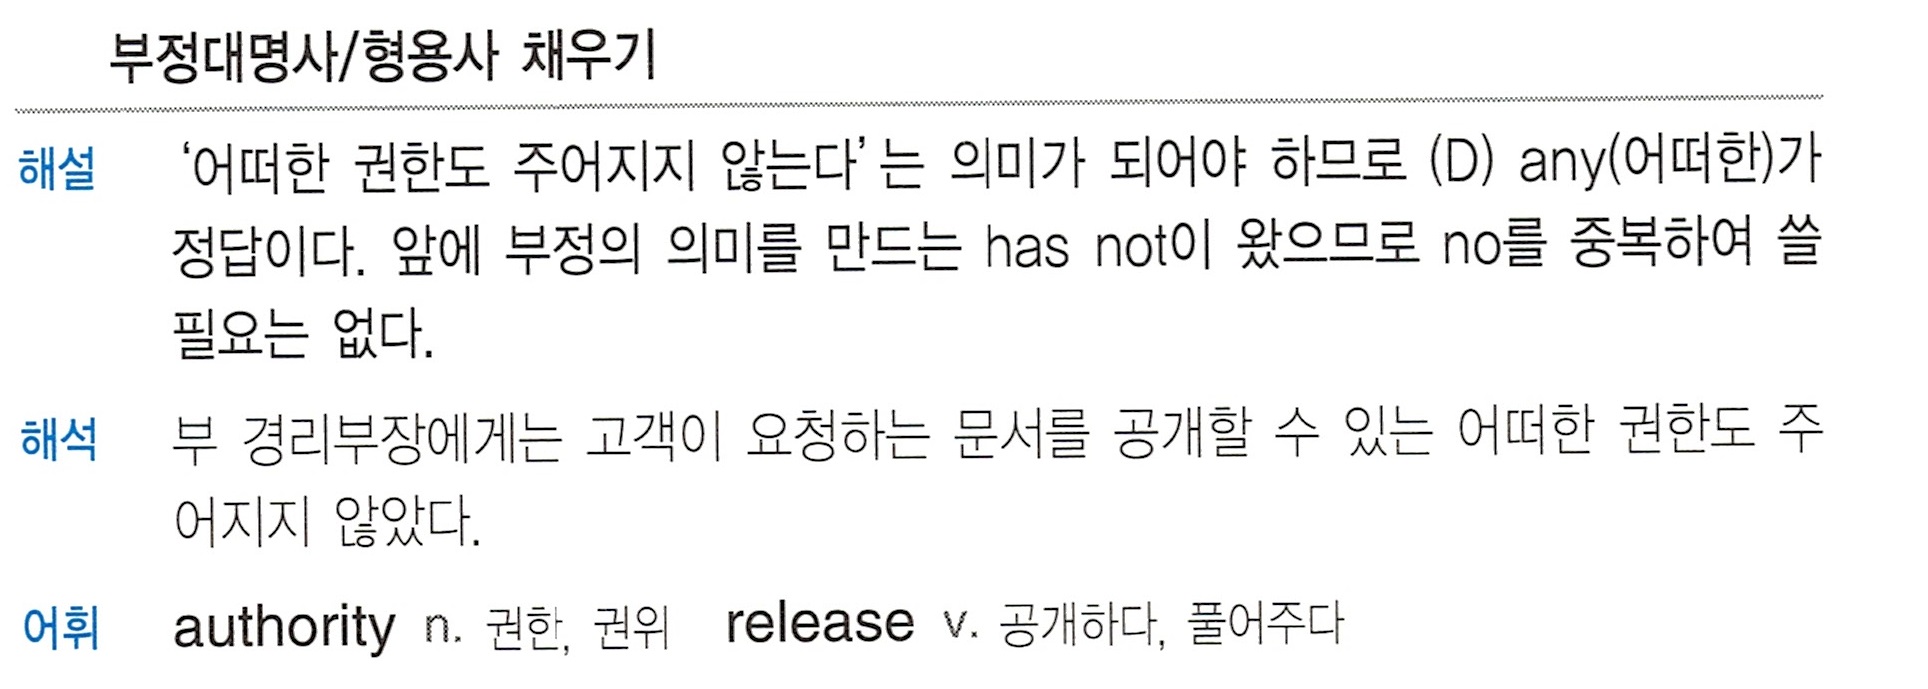 부정대명사/형용사 채우기
해설 ‘어떠한 권한도 주어지지 않는다’는 의미가 되어야 하므로 (D) any(어떠한)가
정답이다. 앞에 부정의 의미를 만드는 has not이 왔으므로 no를 중복하여 쓸
필요는 없다.
해석 부 경리부장에게는 고객이 요청하는 문서를 공개할 수 있는 어떠한 권한도 주
어지지 않았다.
어휘 authority n. 권한, 권위 release v. 공개하다, 풀어주다